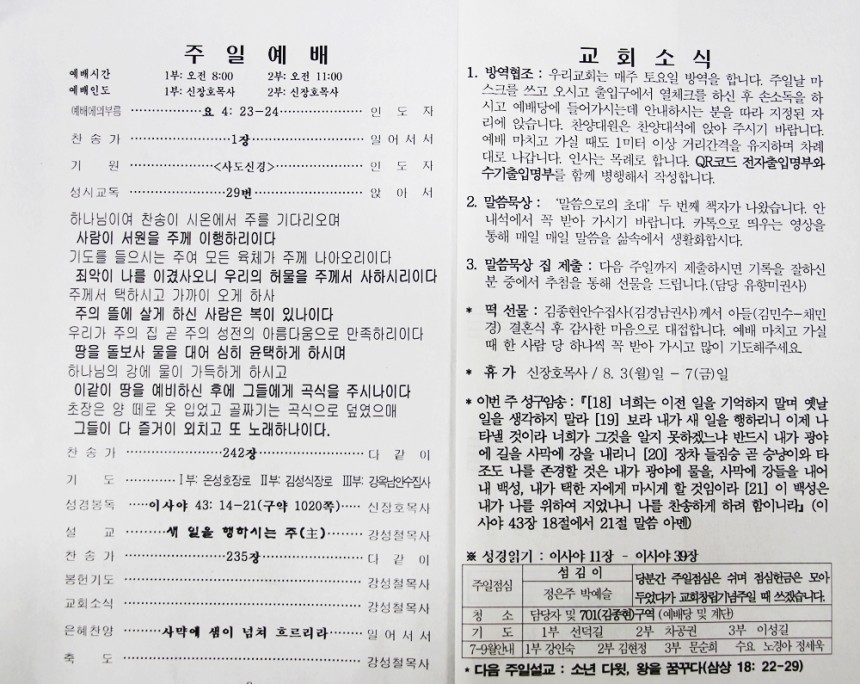 주 일 예 배
예배시간 1부: 오전 8:00 2부: 오전 11:00
예배인도 1부: 신장호목사 2부: 신장호목사
예배에의부름 ················요 4: 23-24················ 인 도 자
찬 송 가 ························1장························ 일 어 서 서
기 원 ····················<사도신경>···················· 인 도 자
성시교독 ························29번························ 앉 아 서
하나님이여 찬송이 시온에서 주를 기다리오며
사람이 서원을 주께 이행하리이다
기도를 들으시는 주여 모든 육체가 주께 나아오리이다
죄악이 나를 이겼사오니 우리의 허물을 주께서 사하시리이다
주께서 택하시고 가까이 오게 하사
주의 뜰에 살게 하신 사람은 복이 있나이다
우리가 주의 집 곧 주의 성전의 아름다움으로 만족하리이다
땅을 돌보사 물을 대어 심히 윤택하게 하시며
하나님의 강에 물이 가득하게 하시고
이같이 땅을 예비하신 후에 그들에게 곡식을 주시나이다
초장은 양 떼로 옷 입었고 골짜기는 곡식으로 덮였으매
그들이 다 즐거이 외치고 또 노래하나이다.
찬 송 가 ························242장························ 다 같 이
기 도 ········Ⅰ부: 온성호장로 Ⅱ부: 김성식장로 Ⅲ부: 강옥남안수집사
성경봉독 ·····이사야 43: 14-21(구약 1020쪽)····· 신장호목사
설 교 ············새 일을 행하시는 주(主)············ 강성철목사
찬 송 가 ························235장························ 다 같 이
봉헌기도 ················································ 강성철목사
교회소식 ················································ 강성철목사
은혜찬양 ··········사막에 샘이 넘쳐 흐르리라·········· 일 어 서 서
축 도 ················································ 강성철목사
교 회 소 식
1. 방역협조 : 우리교회는 매주 토요일 방역을 합니다. 주일날 마
스크를 쓰고 오시고 출입구에서 열체크를 하신 후 손소독을 하
시고 예배당에 들어가시는데 안내하시는 분을 따라 지정된 자
리에 앉습니다. 찬양대원은 찬양대석에 앉아 주시기 바랍니다.
예배 마치고 가실 때도 1미터 이상 거리간격을 유지하며 차례
대로 나갑니다. 인사는 목례로 합니다. QR코드 전자출입명부와
수기출입명부를 함께 병행해서 작성합니다.
2. 말씀묵상 : ‘말씀으로의 초대’ 두 번째 책자가 나왔습니다. 안
내석에서 꼭 받아 가시기 바랍니다. 카톡으로 띄우는 영상을
통해 매일 매일 말씀을 삶속에서 생활화합시다.
3. 말씀묵상 집 제출 : 다음 주일까지 제출하시면 기록을 잘하신
분 중에서 추첨을 통해 선물을 드립니다.(담당 유향미권사)
* 떡 선물 : 김종현안수집사(김경남권사)께서 아들(김민수-채민
경) 결혼식 후 감사한 마음으로 대접합니다. 예배 마치고 가실
때 한 사람 당 하나씩 꼭 받아 가시고 많이 기도해주세요.
* 휴 가 신장호목사 / 8. 3(월)일 - 7(금)일
* 이번 주 성구암송 : 『[18] 너희는 이전 일을 기억하지 말며 옛날
일을 생각하지 말라 [19] 보라 내가 새 일을 행하리니 이제 나
타낼 것이라 너희가 그것을 알지 못하겠느냐 반드시 내가 광야
에 길을 사막에 강을 내리니 [20] 장차 들짐승 곧 승냥이와 타
조도 나를 존경할 것은 내가 광야에 물을, 사막에 강들을 내어
내 백성, 내가 택한 자에게 마시게 할 것임이라 [21] 이 백성은
내가 나를 위하여 지었나니 나를 찬송하게 하려 함이니라』 (이
사야 43장 18절에서 21절 말씀 아멘)
※ 성경읽기 : 이사야 11장 - 이사야 39장
주일점심 섬 김 이 정은주 박예슬 당분간 주일점심은 쉬며 점심헌금은 모아
두었다가 교회창립기념주일 때 쓰겠습니다.
청 소 담당자 및 701(김종현)구역 (예배당 및 계단)
기 도 1부 선덕길 2부 차공권 3부 이성길
7-9월안내 1부 강인숙 2부 김현정 3부 문순희 수요 노경아 정세욱
* 다음 주일설교 : 소년 다윗, 왕을 꿈꾸다(삼상 18: 22-29)